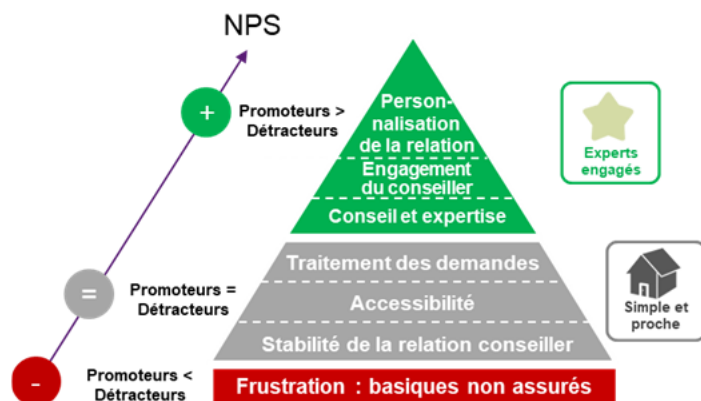 NPS
+
Promoteurs >
Détracteurs
Person-
nalisation
de la relation
Engagement
du conseiller
Conseil et expertise
Experts
engagés
=
Promoteurs =
Détracteurs
Traitement des demandes
Accessibilité
Stabilité de la relation conseiller
Simple et
proche
-
Promoteurs <
Détracteurs
Frustration : basiques non assurés